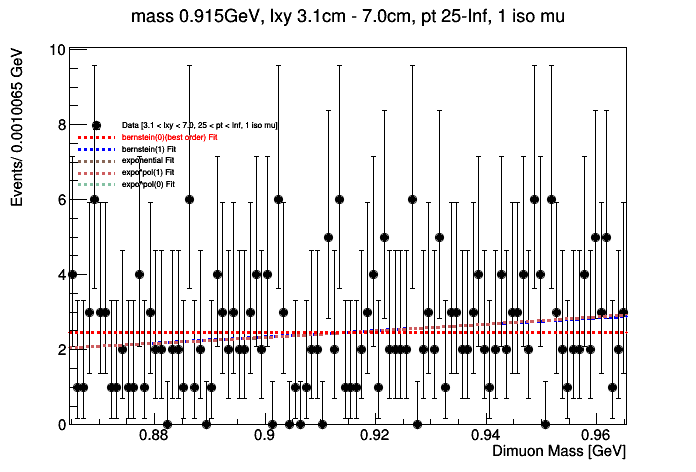 mass 0.915GeV, lxy 3.1cm - 7.0cm, pt 25-Inf, 1 iso mu
Events/ 0.0010065 GeV
10
8
6
4
2
0
Data [3.1 < lxy < 7.0, 25 < pt < Inf, 1 iso mu]
bernstein(0)(best order) Fit
bernstein(1) Fit
exponential Fit
expo*pol(1) Fit
expo*pol(0) Fit
0.88 0.9 0.92 0.94 0.96
Dimuon Mass [GeV]